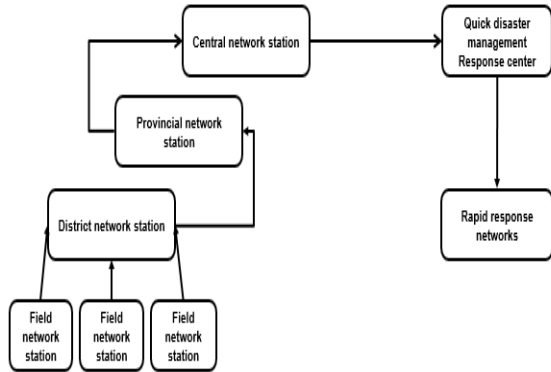 Central network station
Quick disaster
management
Response center
Provincial network
station
District network station
Rapid response
networks
Field
network
station
Field
network
station
Field
network
station